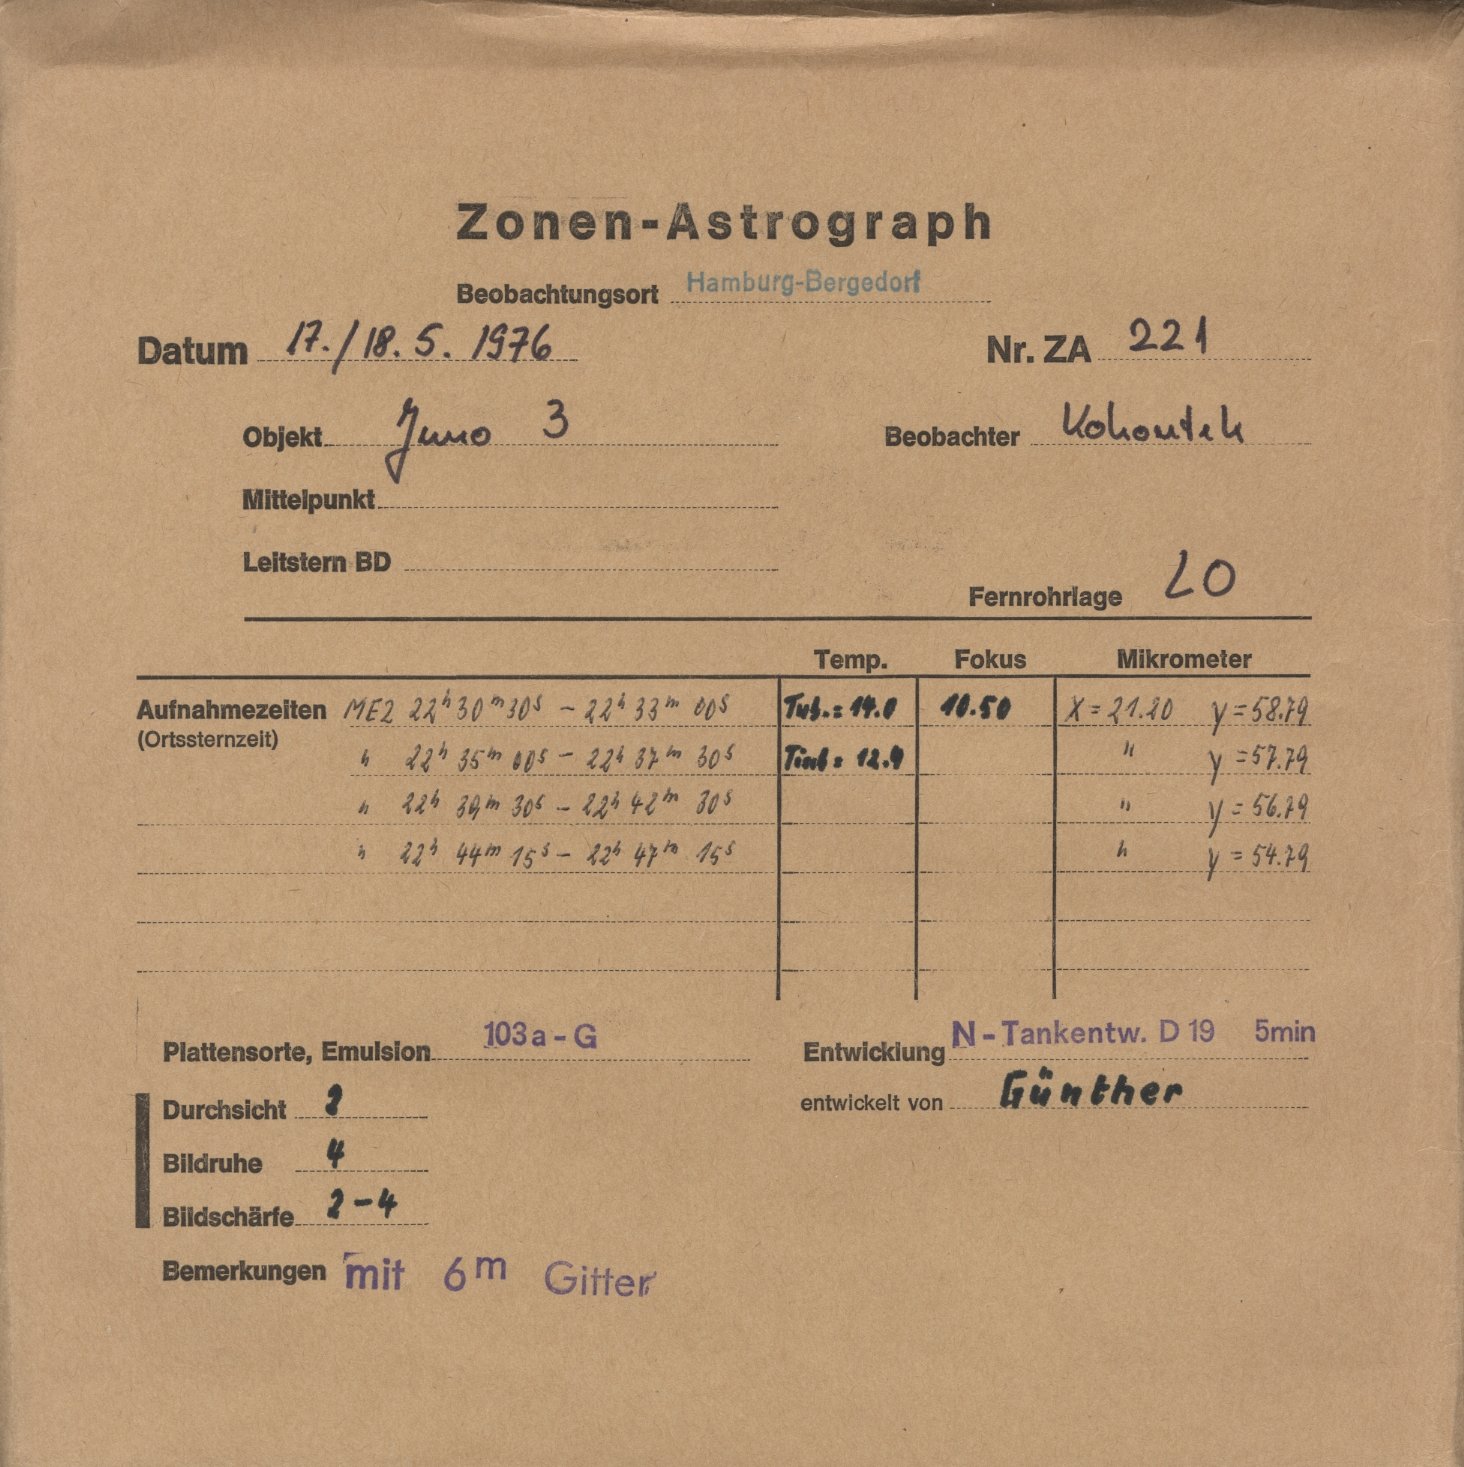 Zonen-Astrograph
Beobachtungsort Hamburg-Bergedorf
Datum 17./18. 5. 1976 Nr. ZA 221
Objekt Juno 3 Beobachter Kohoutek
Mittelpunkt
Leitstern BD
Fernrohrlage LO
Temp. Fokus Mikrometer
Aufnahmezeiten MEZ 22h 30m 30s – 22h 33m 00s Tub. = 14.0 10.50 X = 21.20 y = 58.79
(Ortssternzeit) " 22h 35m 00s – 22h 37m 30s = 12.4 " y = 57.79
" 22h 39m 30s – 22h 42m 30s " y = 56.79
" 22h 44m 15s – 22h 47m 15s " y = 54.79
Plattensorte, Emulsion 103a-G Entwicklung N-Tankentw. D 19 5min
Durchsicht 2 entwickelt von Günther
Bildruhe 4
Bildschärfe 2-4
Bemerkungen mit 6m Gitter